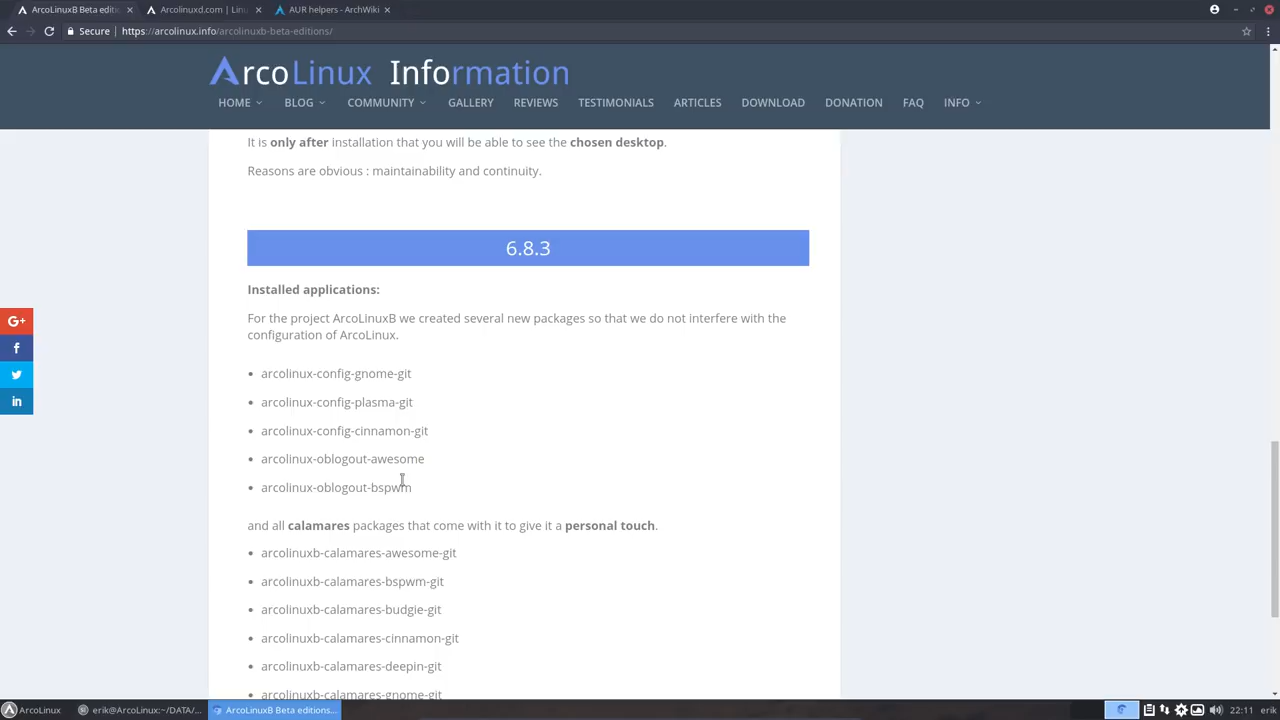 ArcoLinuxB Beta editi
Arcolinuxd.com | Linu
AUR helpers - ArchWiki
Secure
https://arcolinux.info/arcolinuxb-beta-editions/
ArcoLinux Information
HOME
BLOG
COMMUNITY
GALLERY
REVIEWS
TESTIMONIALS
ARTICLES
DOWNLOAD
DONATION
FAQ
INFO
It is only after installation that you will be able to see the chosen desktop.
Reasons are obvious : maintainability and continuity.
6.8.3
Installed applications:
For the project ArcoLinuxB we created several new packages so that we do not interfere with the
configuration of ArcoLinux.
• arcolinux-config-gnome-git
• arcolinux-config-plasma-git
• arcolinux-config-cinnamon-git
• arcolinux-oblogout-awesome
• arcolinux-oblogout-bspwm
and all calamares packages that come with it to give it a personal touch.
• arcolinuxb-calamares-awesome-git
• arcolinuxb-calamares-bspwm-git
• arcolinuxb-calamares-budgie-git
• arcolinuxb-calamares-cinnamon-git
• arcolinuxb-calamares-deepin-git
• arcolinuxb-calamares-gnome-git
G+
f
in
ArcoLinux
erik@ArcoLinux:~/DATA/...
ArcoLinuxB Beta editions...
22:11
erik